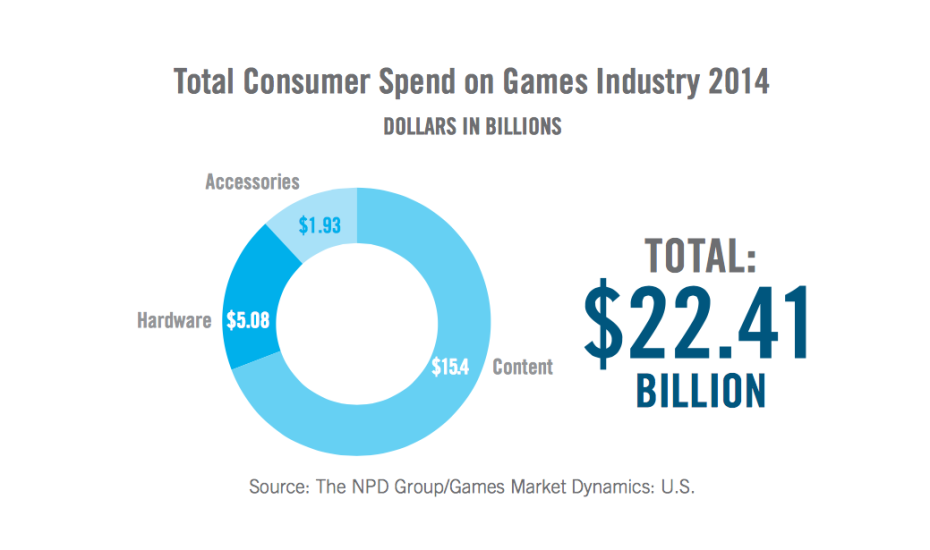 Total Consumer Spend on Games Industry 2014
DOLLARS IN BILLIONS
Accessories
$1.93
Hardware
$5.08
$15.4
Content
TOTAL:
$22.41
BILLION
Source: The NPD Group/Games Market Dynamics: U.S.